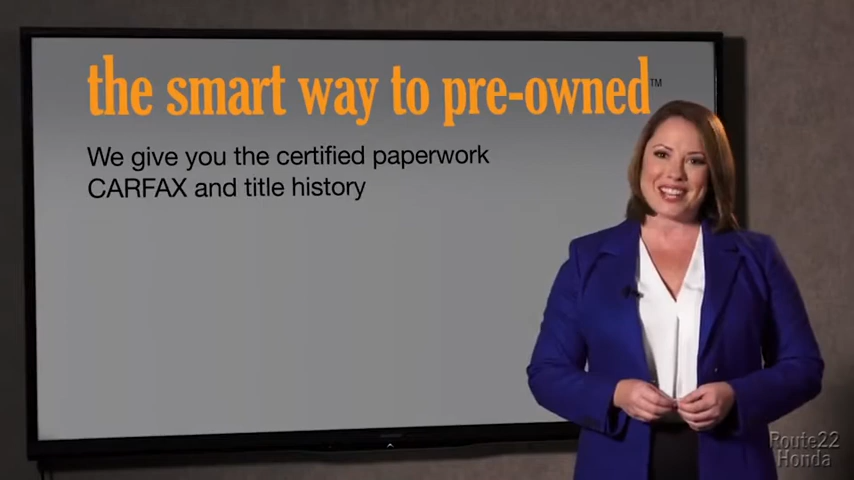 the smart way to pre-owned™
We give you the certified paperwork
CARFAX and title history
Route22
Honda